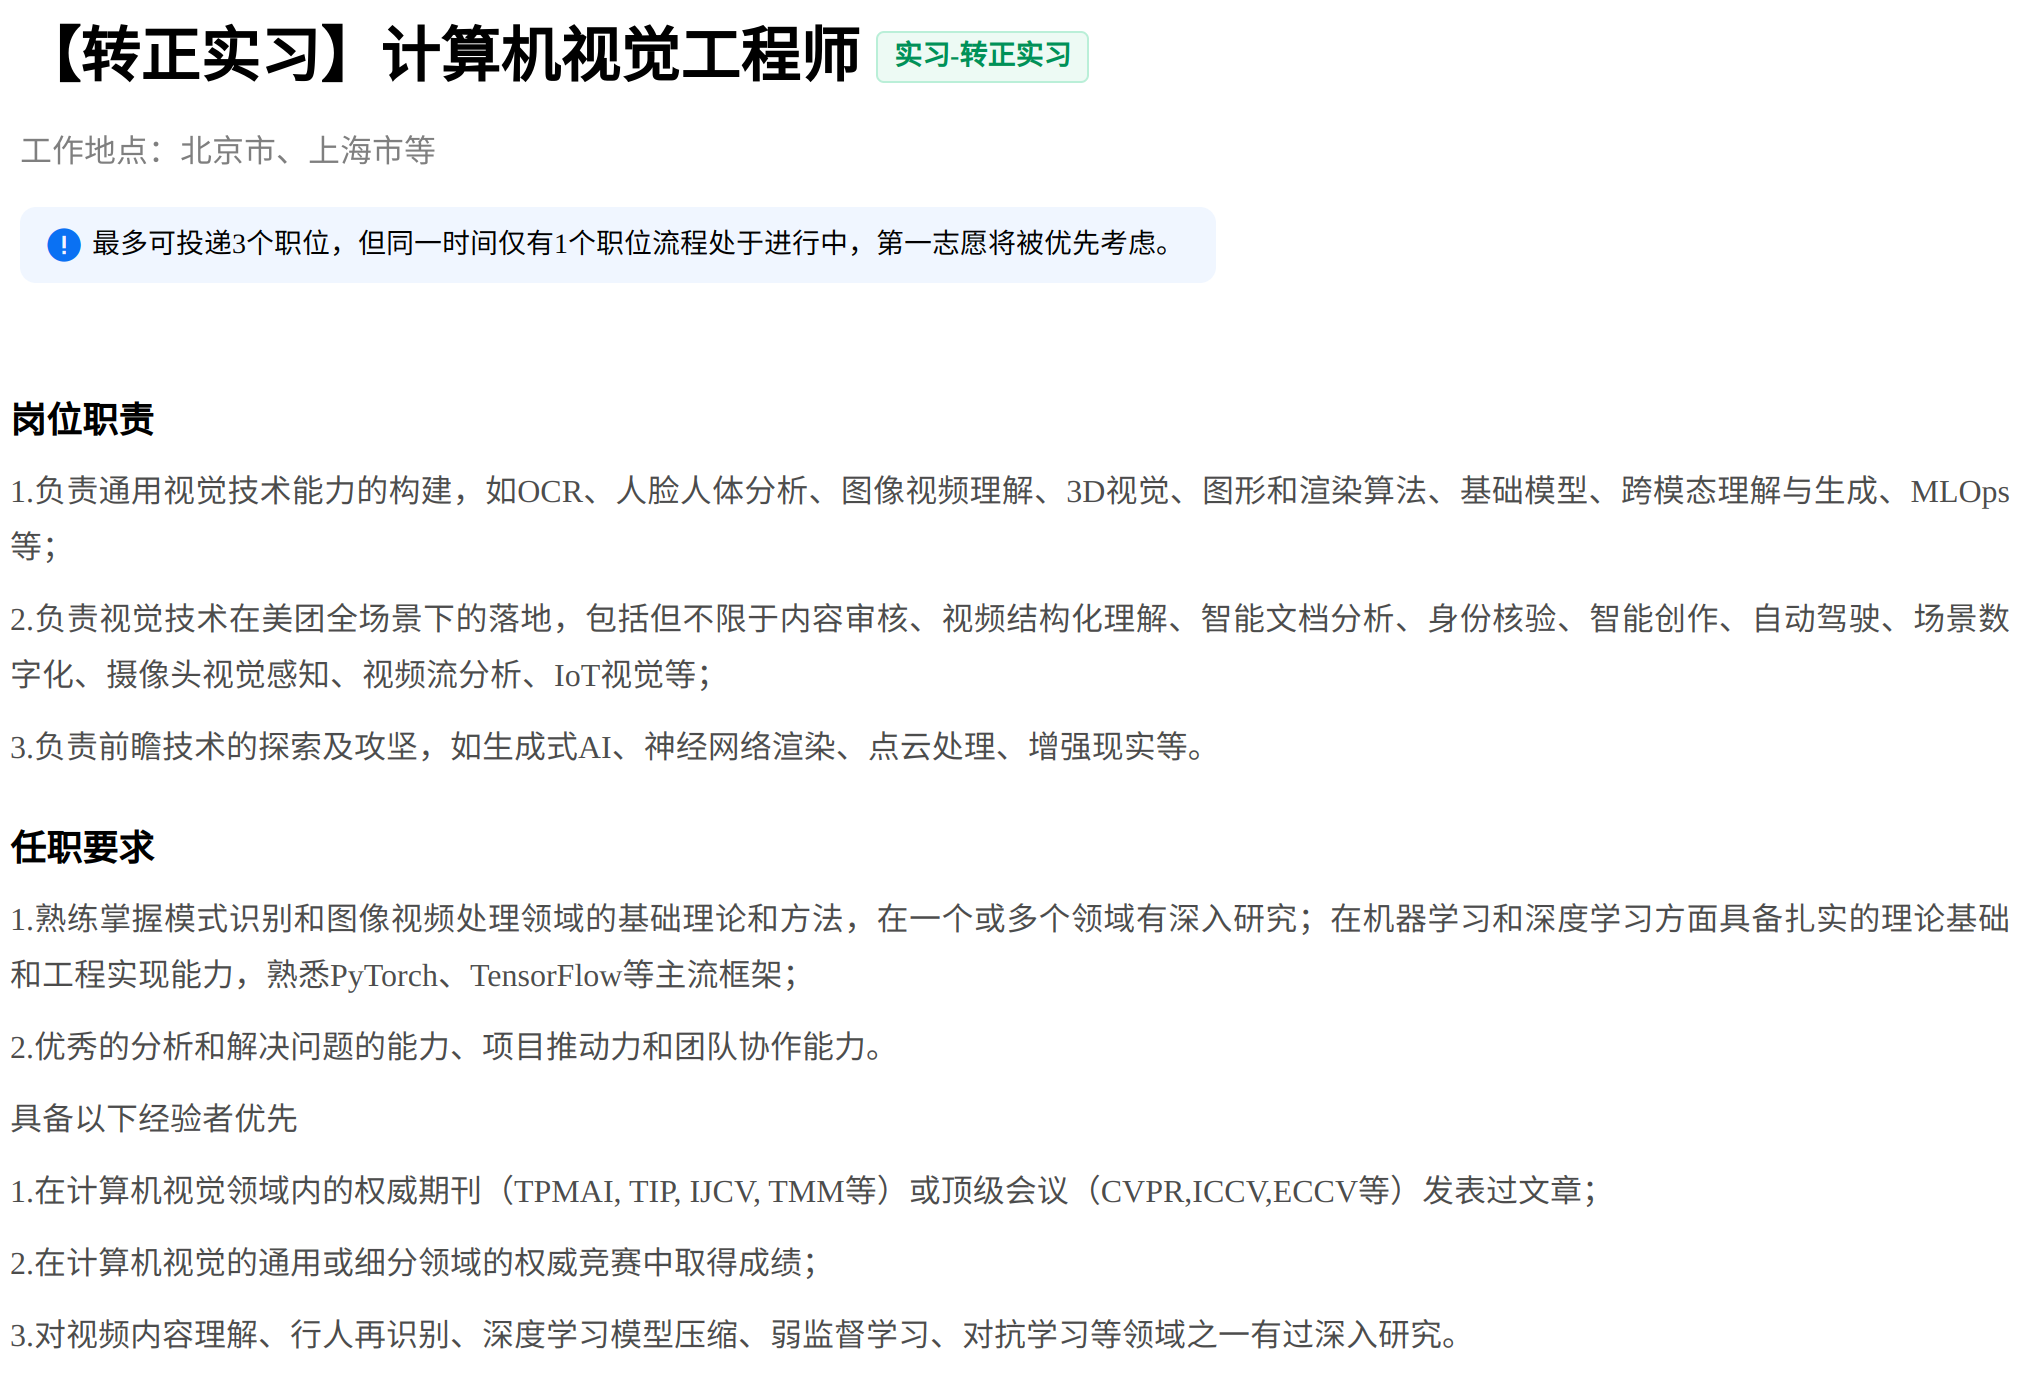 【转正实习】计算机视觉工程师 实习-转正实习
工作地点：北京市、上海市等
最多可投递3个职位，但同一时间仅有1个职位流程处于进行中，第一志愿将被优先考虑。
岗位职责
1.负责通用视觉技术能力的构建，如OCR、人脸人体分析、图像视频理解、3D视觉、图形和渲染算法、基础模型、跨模态理解与生成、MLOps
等；
2.负责视觉技术在美团全场景下的落地，包括但不限于内容审核、视频结构化理解、智能文档分析、身份核验、智能创作、自动驾驶、场景数
字化、摄像头视觉感知、视频流分析、IoT视觉等；
3.负责前瞻技术的探索及攻坚，如生成式AI、神经网络渲染、点云处理、增强现实等。
任职要求
1.熟练掌握模式识别和图像视频处理领域的基础理论和方法，在一个或多个领域有深入研究；在机器学习和深度学习方面具备扎实的理论基础
和工程实现能力，熟悉PyTorch、TensorFlow等主流框架；
2.优秀的分析和解决问题的能力、项目推动力和团队协作能力。
具备以下经验者优先
1.在计算机视觉领域内的权威期刊（TPMAI, TIP, IJCV, TMM等）或顶级会议（CVPR,ICCV,ECCV等）发表过文章；
2.在计算机视觉的通用或细分领域的权威竞赛中取得成绩；
3.对视频内容理解、行人再识别、深度学习模型压缩、弱监督学习、对抗学习等领域之一有过深入研究。